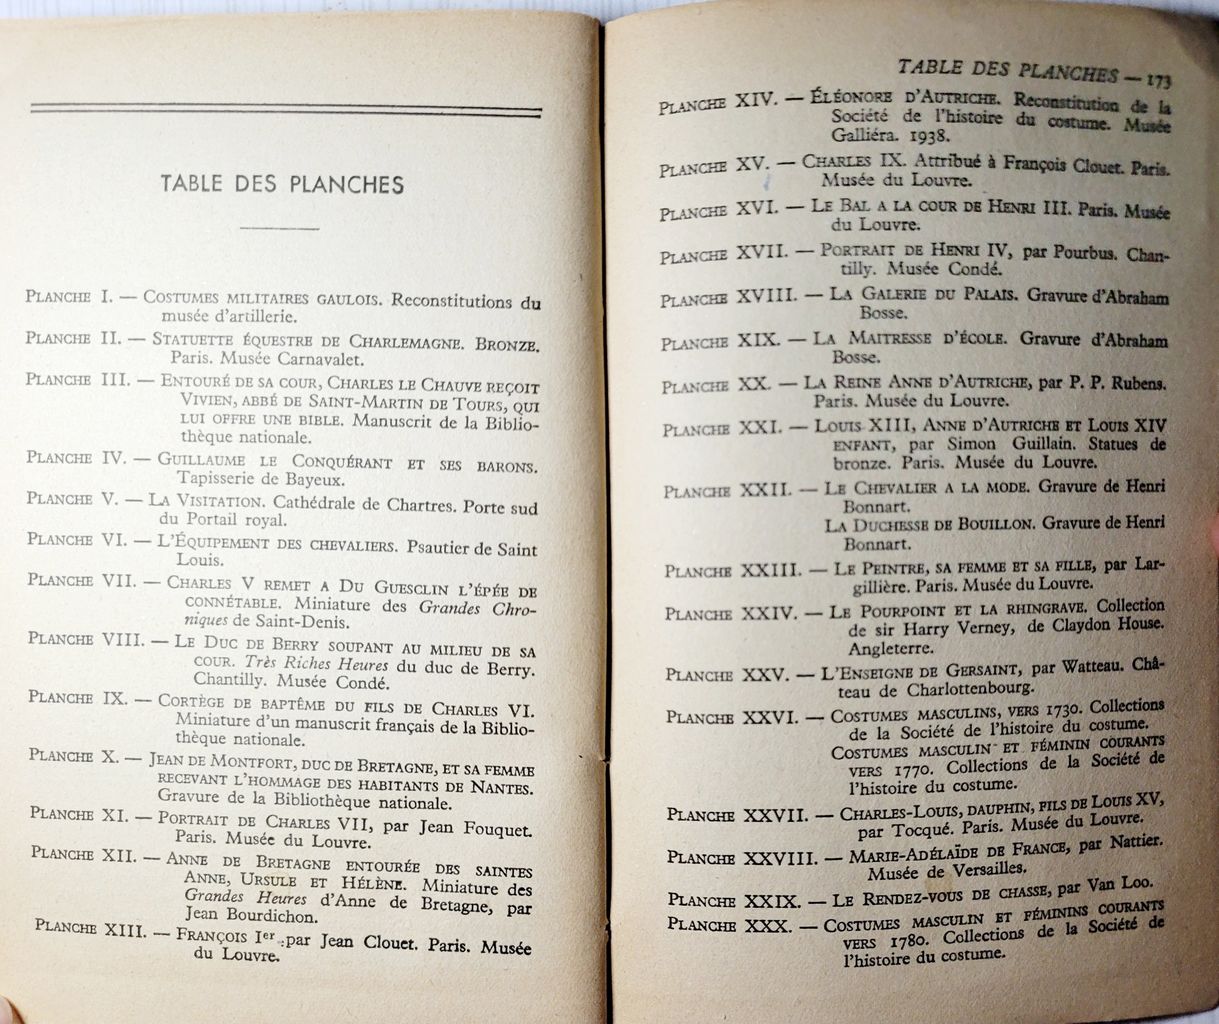 TABLE DES PLANCHES
PLANCHE I. — COSTUMES MILITAIRES GAULOIS. Reconstitutions du
musée d'artillerie.
PLANCHE II. — STATUETTE ÉQUESTRE DE CHARLEMAGNE. BRONZE.
Paris. Musée Carnavalet.
PLANCHE III. — ENTOURÉ DE SA COUR, CHARLES LE CHAUVE REÇOIT
VIVIEN, ABBÉ DE SAINT-MARTIN DE TOURS, QUI
LUI OFFRE UNE BIBLE. Manuscrit de la Biblio-
thèque nationale.
PLANCHE IV. — GUILLAUME LE CONQUÉRANT ET SES BARONS.
Tapisserie de Bayeux.
PLANCHE V. — LA VISITATION. Cathédrale de Chartres. Porte sud
du Portail royal.
PLANCHE VI. — L'ÉQUIPEMENT DES CHEVALIERS. Psautier de Saint
Louis.
PLANCHE VII. — CHARLES V REMET A DU GUESCLIN L'ÉPÉE DE
CONNÉTABLE. Miniature des Grandes Chro-
niques de Saint-Denis.
PLANCHE VIII. — LE DUC DE BERRY SOUPANT AU MILIEU DE SA
COUR. Très Riches Heures du duc de Berry.
Chantilly. Musée Condé.
PLANCHE IX. — CORTÈGE DE BAPTÊME DU FILS DE CHARLES VI.
Miniature d'un manuscrit français de la Biblio-
thèque nationale.
PLANCHE X. — JEAN DE MONTFORT, DUC DE BRETAGNE, ET SA FEMME
RECEVANT L'HOMMAGE DES HABITANTS DE NANTES.
Gravure de la Bibliothèque nationale.
PLANCHE XI. — PORTRAIT DE CHARLES VII, par Jean Fouquet.
Paris. Musée du Louvre.
PLANCHE XII. — ANNE DE BRETAGNE ENTOURÉE DES SAINTES
ANNE, URSULE ET HÉLÈNE. Miniature des
Grandes Heures d'Anne de Bretagne, par
Jean Bourdichon.
PLANCHE XIII. — FRANÇOIS Ier par Jean Clouet. Paris. Musée
du Louvre.
TABLE DES PLANCHES — 173
PLANCHE XIV. — ÉLÉONORE D'AUTRICHE. Reconstitution de la
Société de l'histoire du costume. Musée
Galliéra. 1938.
PLANCHE XV. — CHARLES IX. Attribué à François Clouet. Paris.
Musée du Louvre.
PLANCHE XVI. — LE BAL A LA COUR DE HENRI III. Paris. Musée
du Louvre.
PLANCHE XVII. — PORTRAIT DE HENRI IV, par Pourbus. Chan-
tilly. Musée Condé.
PLANCHE XVIII. — LA GALERIE DU PALAIS. Gravure d'Abraham
Bosse.
PLANCHE XIX. — LA MAITRESSE D'ÉCOLE. Gravure d'Abraham
Bosse.
PLANCHE XX. — LA REINE ANNE D'AUTRICHE, par P. P. Rubens.
Paris. Musée du Louvre.
PLANCHE XXI. — LOUIS XIII, ANNE D'AUTRICHE ET LOUIS XIV
ENFANT, par Simon Guillain. Statues de
bronze. Paris. Musée du Louvre.
PLANCHE XXII. — LE CHEVALIER A LA MODE. Gravure de Henri
Bonnart.
LA DUCHESSE DE BOUILLON. Gravure de Henri
Bonnart.
PLANCHE XXIII. — LE PEINTRE, SA FEMME ET SA FILLE, par Lar-
gillière. Paris. Musée du Louvre.
PLANCHE XXIV. — LE POURPOINT ET LA RHINGRAVE. Collection
de sir Harry Verney, de Claydon House.
Angleterre.
PLANCHE XXV. — L'ENSEIGNE DE GERSAINT, par Watteau. Châ-
teau de Charlottenbourg.
PLANCHE XXVI. — COSTUMES MASCULINS, VERS 1730. Collections
de la Société de l'histoire du costume.
COSTUMES MASCULIN ET FÉMININ COURANTS
VERS 1770. Collections de la Société de
l'histoire du costume.
PLANCHE XXVII. — CHARLES-LOUIS, DAUPHIN, FILS DE LOUIS XV,
par Tocqué. Paris. Musée du Louvre.
PLANCHE XXVIII. — MARIE-ADÉLAÏDE DE FRANCE, par Nattier.
Musée de Versailles.
PLANCHE XXIX. — LE RENDEZ-VOUS DE CHASSE, par Van Loo.
PLANCHE XXX. — COSTUMES MASCULIN ET FÉMININS COURANTS
VERS 1780. Collections de la Société de
l'histoire du costume.